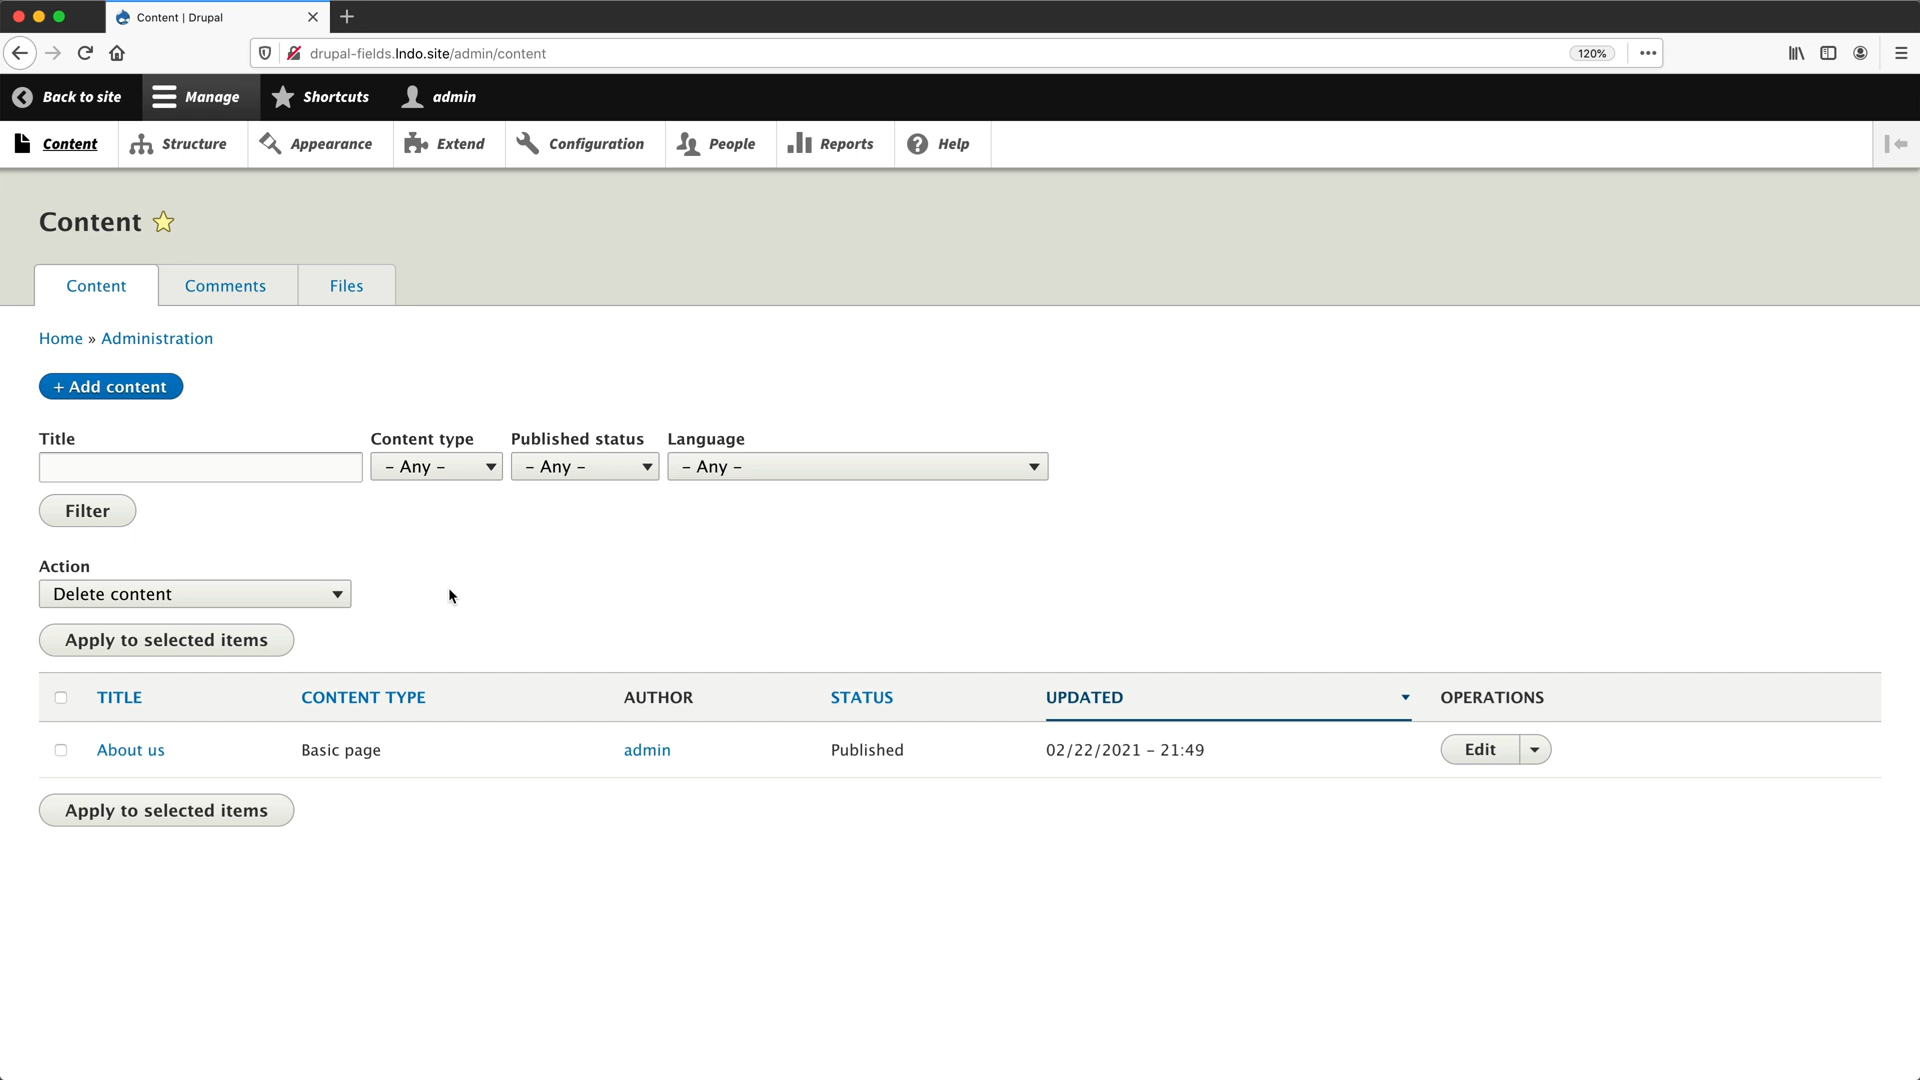 Content | Drupal
drupal-fields.lndo.site/admin/content 120%
Back to site Manage Shortcuts admin
Content Structure Appearance Extend Configuration People Reports Help
Content
Content Comments Files
Home » Administration
+ Add content
Title Content type Published status Language
- Any - - Any - - Any -
Filter
Action
Delete content
Apply to selected items
TITLE CONTENT TYPE AUTHOR STATUS UPDATED OPERATIONS
About us Basic page admin Published 02/22/2021 - 21:49 Edit
Apply to selected items